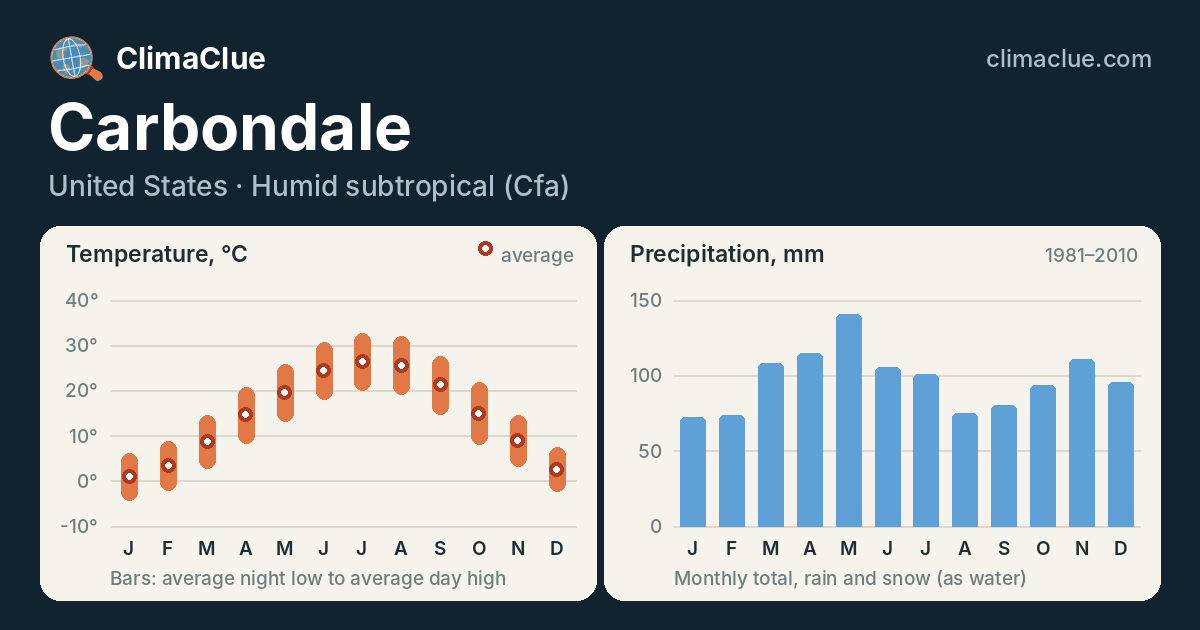 ClimaClue
climaclue.com
Carbondale
United States · Humid subtropical (Cfa)
Temperature, °C
average
40°
30°
20°
10°
0°
-10°
J F M A M J J A S O N D
Bars: average night low to average day high
Precipitation, mm
1981–2010
150
100
50
0
J F M A M J J A S O N D
Monthly total, rain and snow (as water)